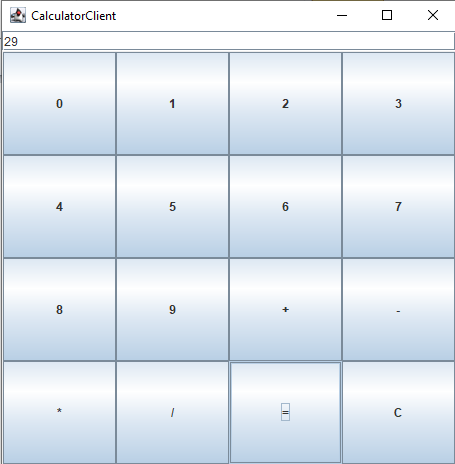 CalculatorClient
29
0 1 2 3
4 5 6 7
8 9 + -
* / = C